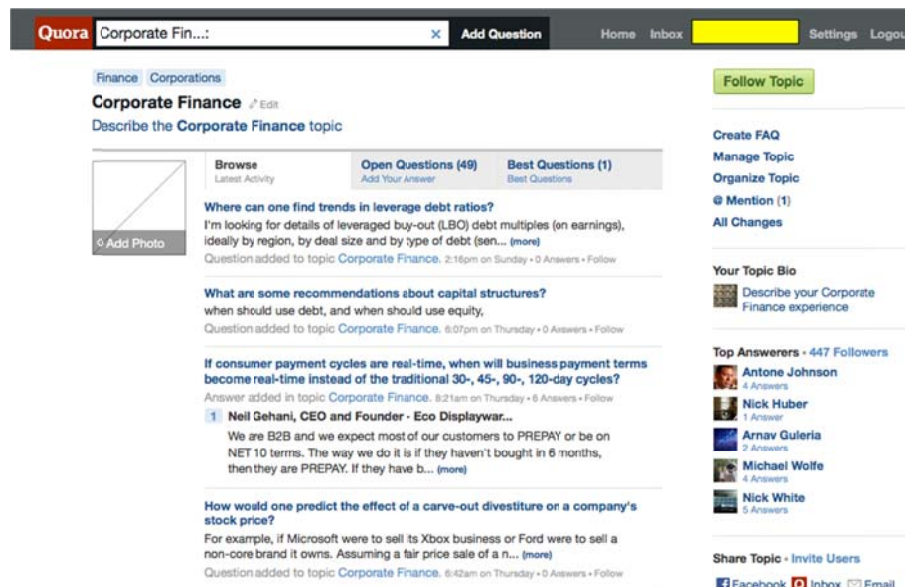 Quora Corporate Fin...: × Add Question Home Inbox Settings Logou
Finance Corporations
Corporate Finance Edit
Describe the Corporate Finance topic
Add Photo
Browse
Latest Activity
Open Questions (49)
Add Your Answer
Best Questions (1)
Best Questions
Where can one find trends in leverage debt ratios?
I'm looking for details of leveraged buy-out (LBO) debt multiples (on earnings),
ideally by region, by deal size and by type of debt (sen... (more)
Question added to topic Corporate Finance. 2:16pm on Sunday • 0 Answers • Follow
What are some recommendations about capital structures?
when should use debt, and when should use equity,
Question added to topic Corporate Finance. 6:07pm on Thursday • 0 Answers • Follow
If consumer payment cycles are real-time, when will business payment terms
become real-time instead of the traditional 30-, 45-, 90-, 120-day cycles?
Answer added in topic Corporate Finance. 8:21am on Thursday • 6 Answers • Follow
1 Neil Gehani, CEO and Founder - Eco Displaywar...
We are B2B and we expect most of our customers to PREPAY or be on
NET 10 terms. The way we do it is if they haven't bought in 6 months,
then they are PREPAY. If they have b... (more)
How would one predict the effect of a carve-out divestiture on a company's
stock price?
For example, if Microsoft were to sell its Xbox business or Ford were to sell a
non-core brand it owns. Assuming a fair price sale of a n... (more)
Question added to topic Corporate Finance. 6:42am on Thursday • 0 Answers • Follow
Follow Topic
Create FAQ
Manage Topic
Organize Topic
@ Mention (1)
All Changes
Your Topic Bio
Describe your Corporate
Finance experience
Top Answerers • 447 Followers
Antone Johnson
4 Answers
Nick Huber
1 Answer
Arnav Guleria
2 Answers
Michael Wolfe
4 Answers
Nick White
5 Answers
Share Topic • Invite Users
Facebook Inbox Email